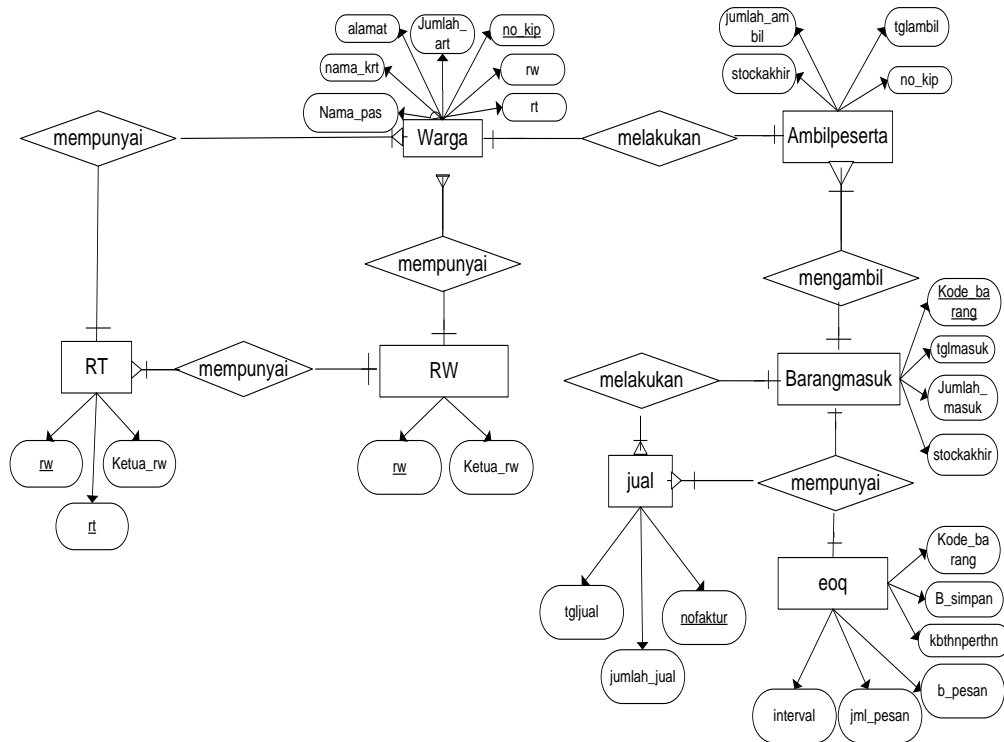 alamat
Jumlah_
art
no_kip
nama_krt
rw
Nama_pas
rt
jumlah_am
bil
tglambil
stockakhir
no_kip
mempunyai
Warga
melakukan
Ambilpeserta
mempunyai
mengambil
Kode_ba
rang
RT
mempunyai
RW
melakukan
Barangmasuk
tglmasuk
Jumlah_
masuk
stockakhir
rw
Ketua_rw
rt
rw
Ketua_rw
jual
mempunyai
tgljual
nofaktur
jumlah_jual
eoq
Kode_ba
rang
B_simpan
kbthnperthn
b_pesan
interval
jml_pesan